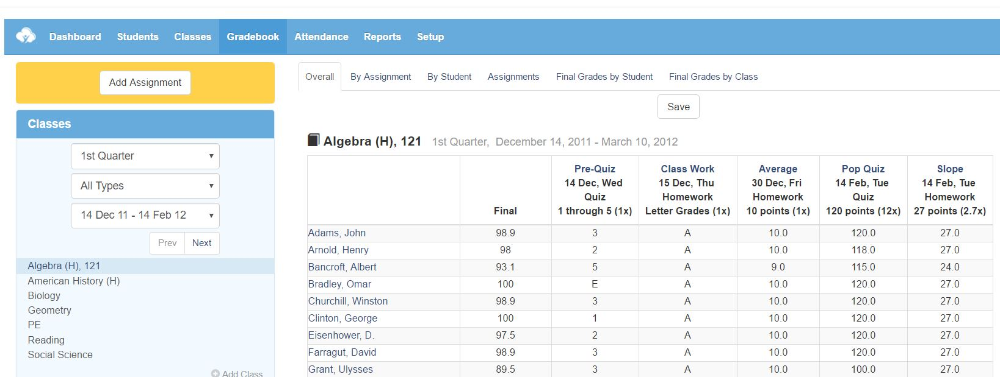 Dashboard Students Classes Gradebook Attendance Reports Setup
Add Assignment
Classes
1st Quarter
All Types
14 Dec 11 - 14 Feb 12
Prev Next
Algebra (H), 121
American History (H)
Biology
Geometry
PE
Reading
Social Science
Add Class
Overall By Assignment By Student Assignments Final Grades by Student Final Grades by Class
Save
Algebra (H), 121 1st Quarter, December 14, 2011 - March 10, 2012
Pre-Quiz Class Work Average Pop Quiz Slope
14 Dec, Wed 15 Dec, Thu 30 Dec, Fri 14 Feb, Tue 14 Feb, Tue
Quiz Homework Homework Quiz Homework
Final 1 through 5 (1x) Letter Grades (1x) 10 points (1x) 120 points (12x) 27 points (2.7x)
Adams, John 98.9 3 A 10.0 120.0 27.0
Arnold, Henry 98 2 A 10.0 118.0 27.0
Bancroft, Albert 93.1 5 A 9.0 115.0 24.0
Bradley, Omar 100 E A 10.0 120.0 27.0
Churchill, Winston 98.9 3 A 10.0 120.0 27.0
Clinton, George 100 1 A 10.0 120.0 27.0
Eisenhower, D. 97.5 2 A 10.0 120.0 27.0
Farragut, David 98.9 3 A 10.0 120.0 27.0
Grant, Ulysses 89.5 3 A 10.0 100.0 27.0